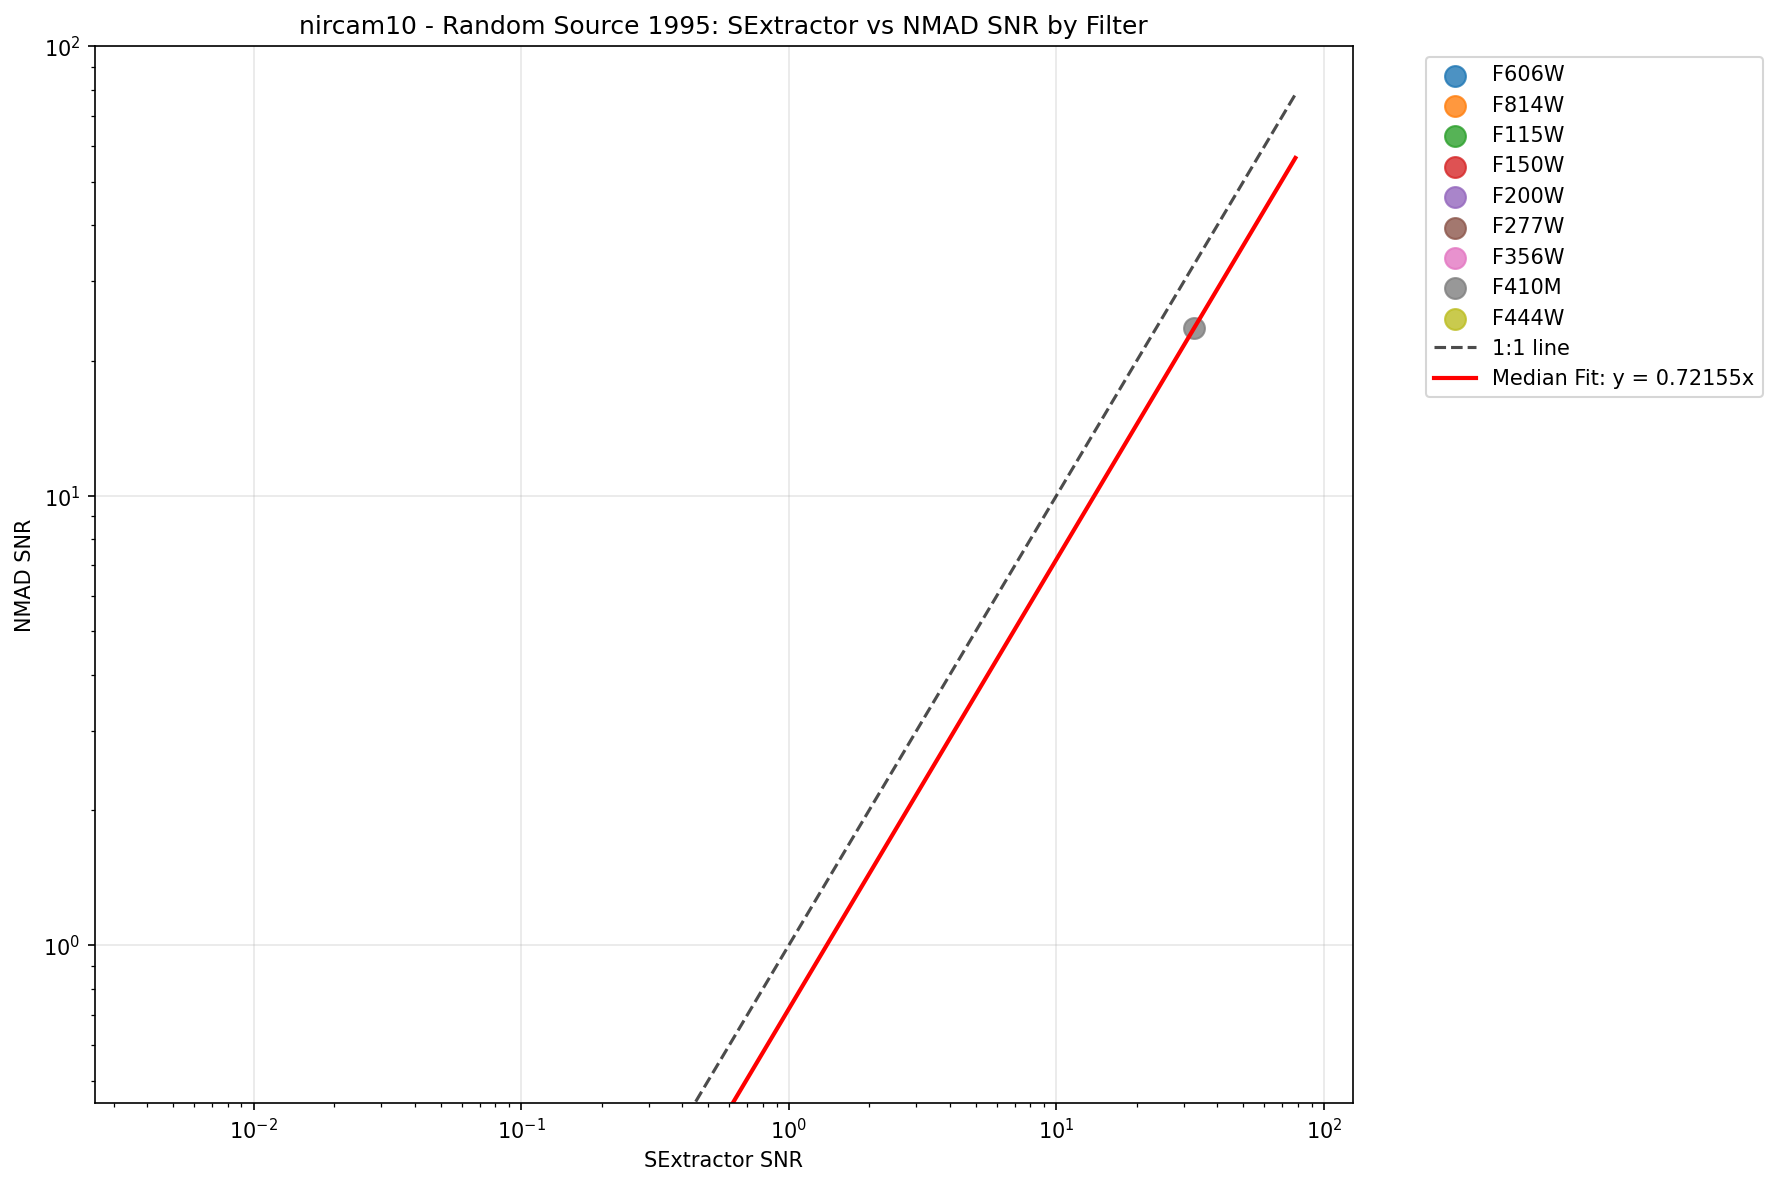 nircam10 - Random Source 1995: SExtractor vs NMAD SNR by Filter
F606W
F814W
F115W
F150W
F200W
F277W
F356W
F410M
F444W
1:1 line
Median Fit: y = 0.72155x
NMAD SNR
10²
10¹
10⁰
10⁻² 10⁻¹ 10⁰ 10¹ 10²
SExtractor SNR